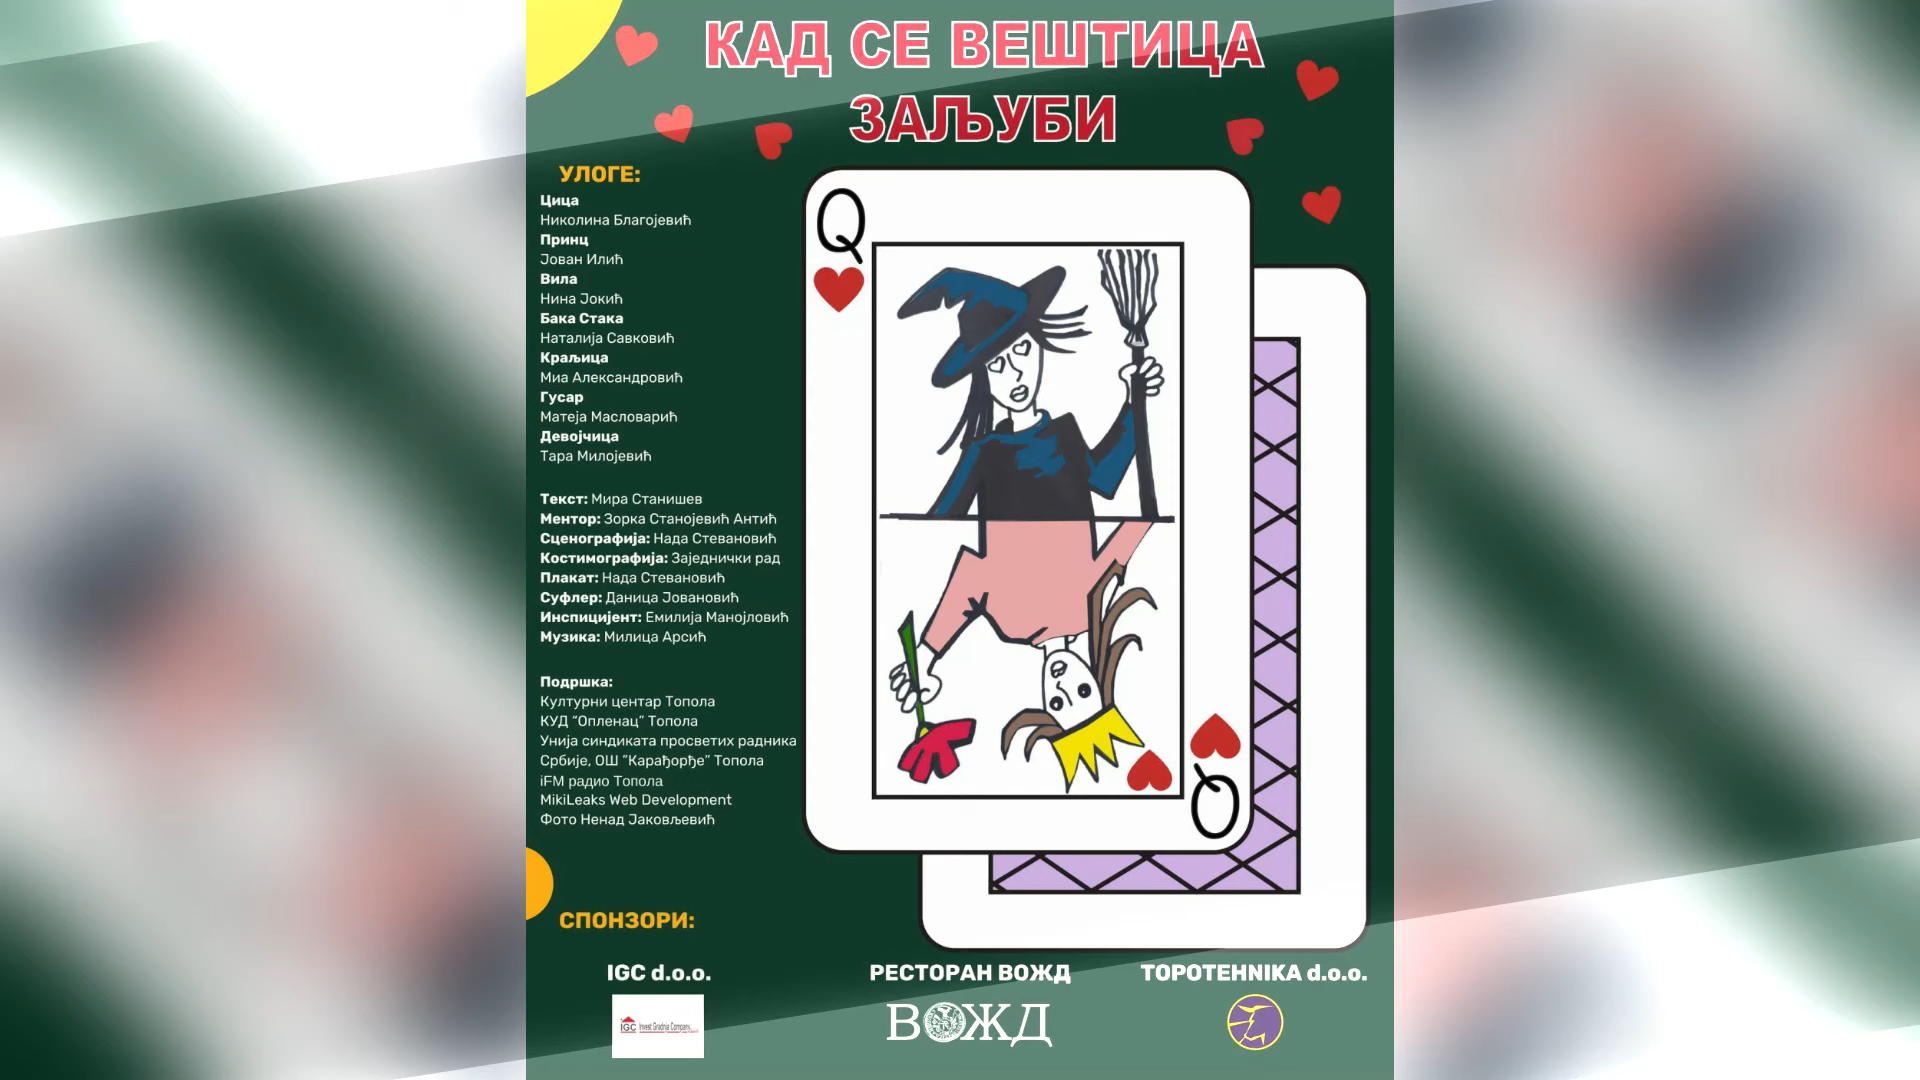 КАД СЕ ВЕШТИЦА
ЗАЉУБИ
УЛОГЕ:
Цица
Николина Благојевић
Принц
Јован Илић
Вила
Нина Јокић
Бака Стака
Наталија Савковић
Краљица
Миа Александровић
Гусар
Матеја Масловарић
Девојчица
Тара Милојевић
Текст: Мира Станишев
Ментор: Зорка Станојевић Антић
Сценографија: Нада Стевановић
Костимографија: Заједнички рад
Плакат: Нада Стевановић
Суфлер: Даница Јовановић
Инспицијент: Емилија Манојловић
Музика: Милица Арсић
Подршка:
Културни центар Топола
КУД “Опленац” Топола
Унија синдиката просветих радника
Србије, ОШ “Карађорђе” Топола
iFM радио Топола
MikiLeaks Web Development
Фото Ненад Јаковљевић
Q
Q
СПОНЗОРИ:
IGC d.o.o.
IGC Invest Gradnja Company
РЕСТОРАН ВОЖД
ВОЖД
TOPOTEHNIKA d.o.o.